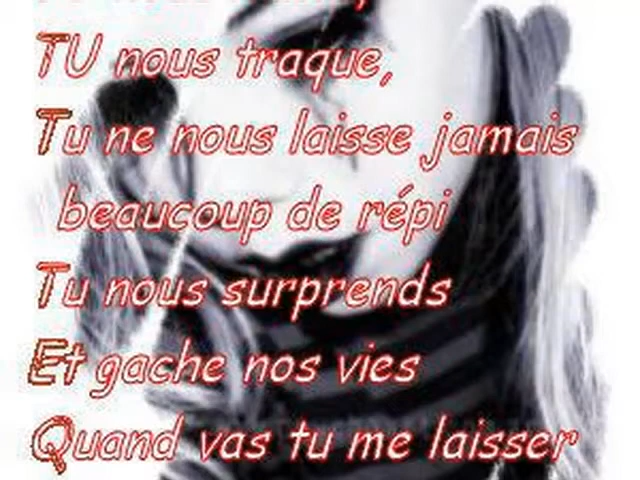 TU nous traque,
Tu ne nous laisse jamais
beaucoup de répi
Tu nous surprends
Et gache nos vies
Quand vas tu me laisser